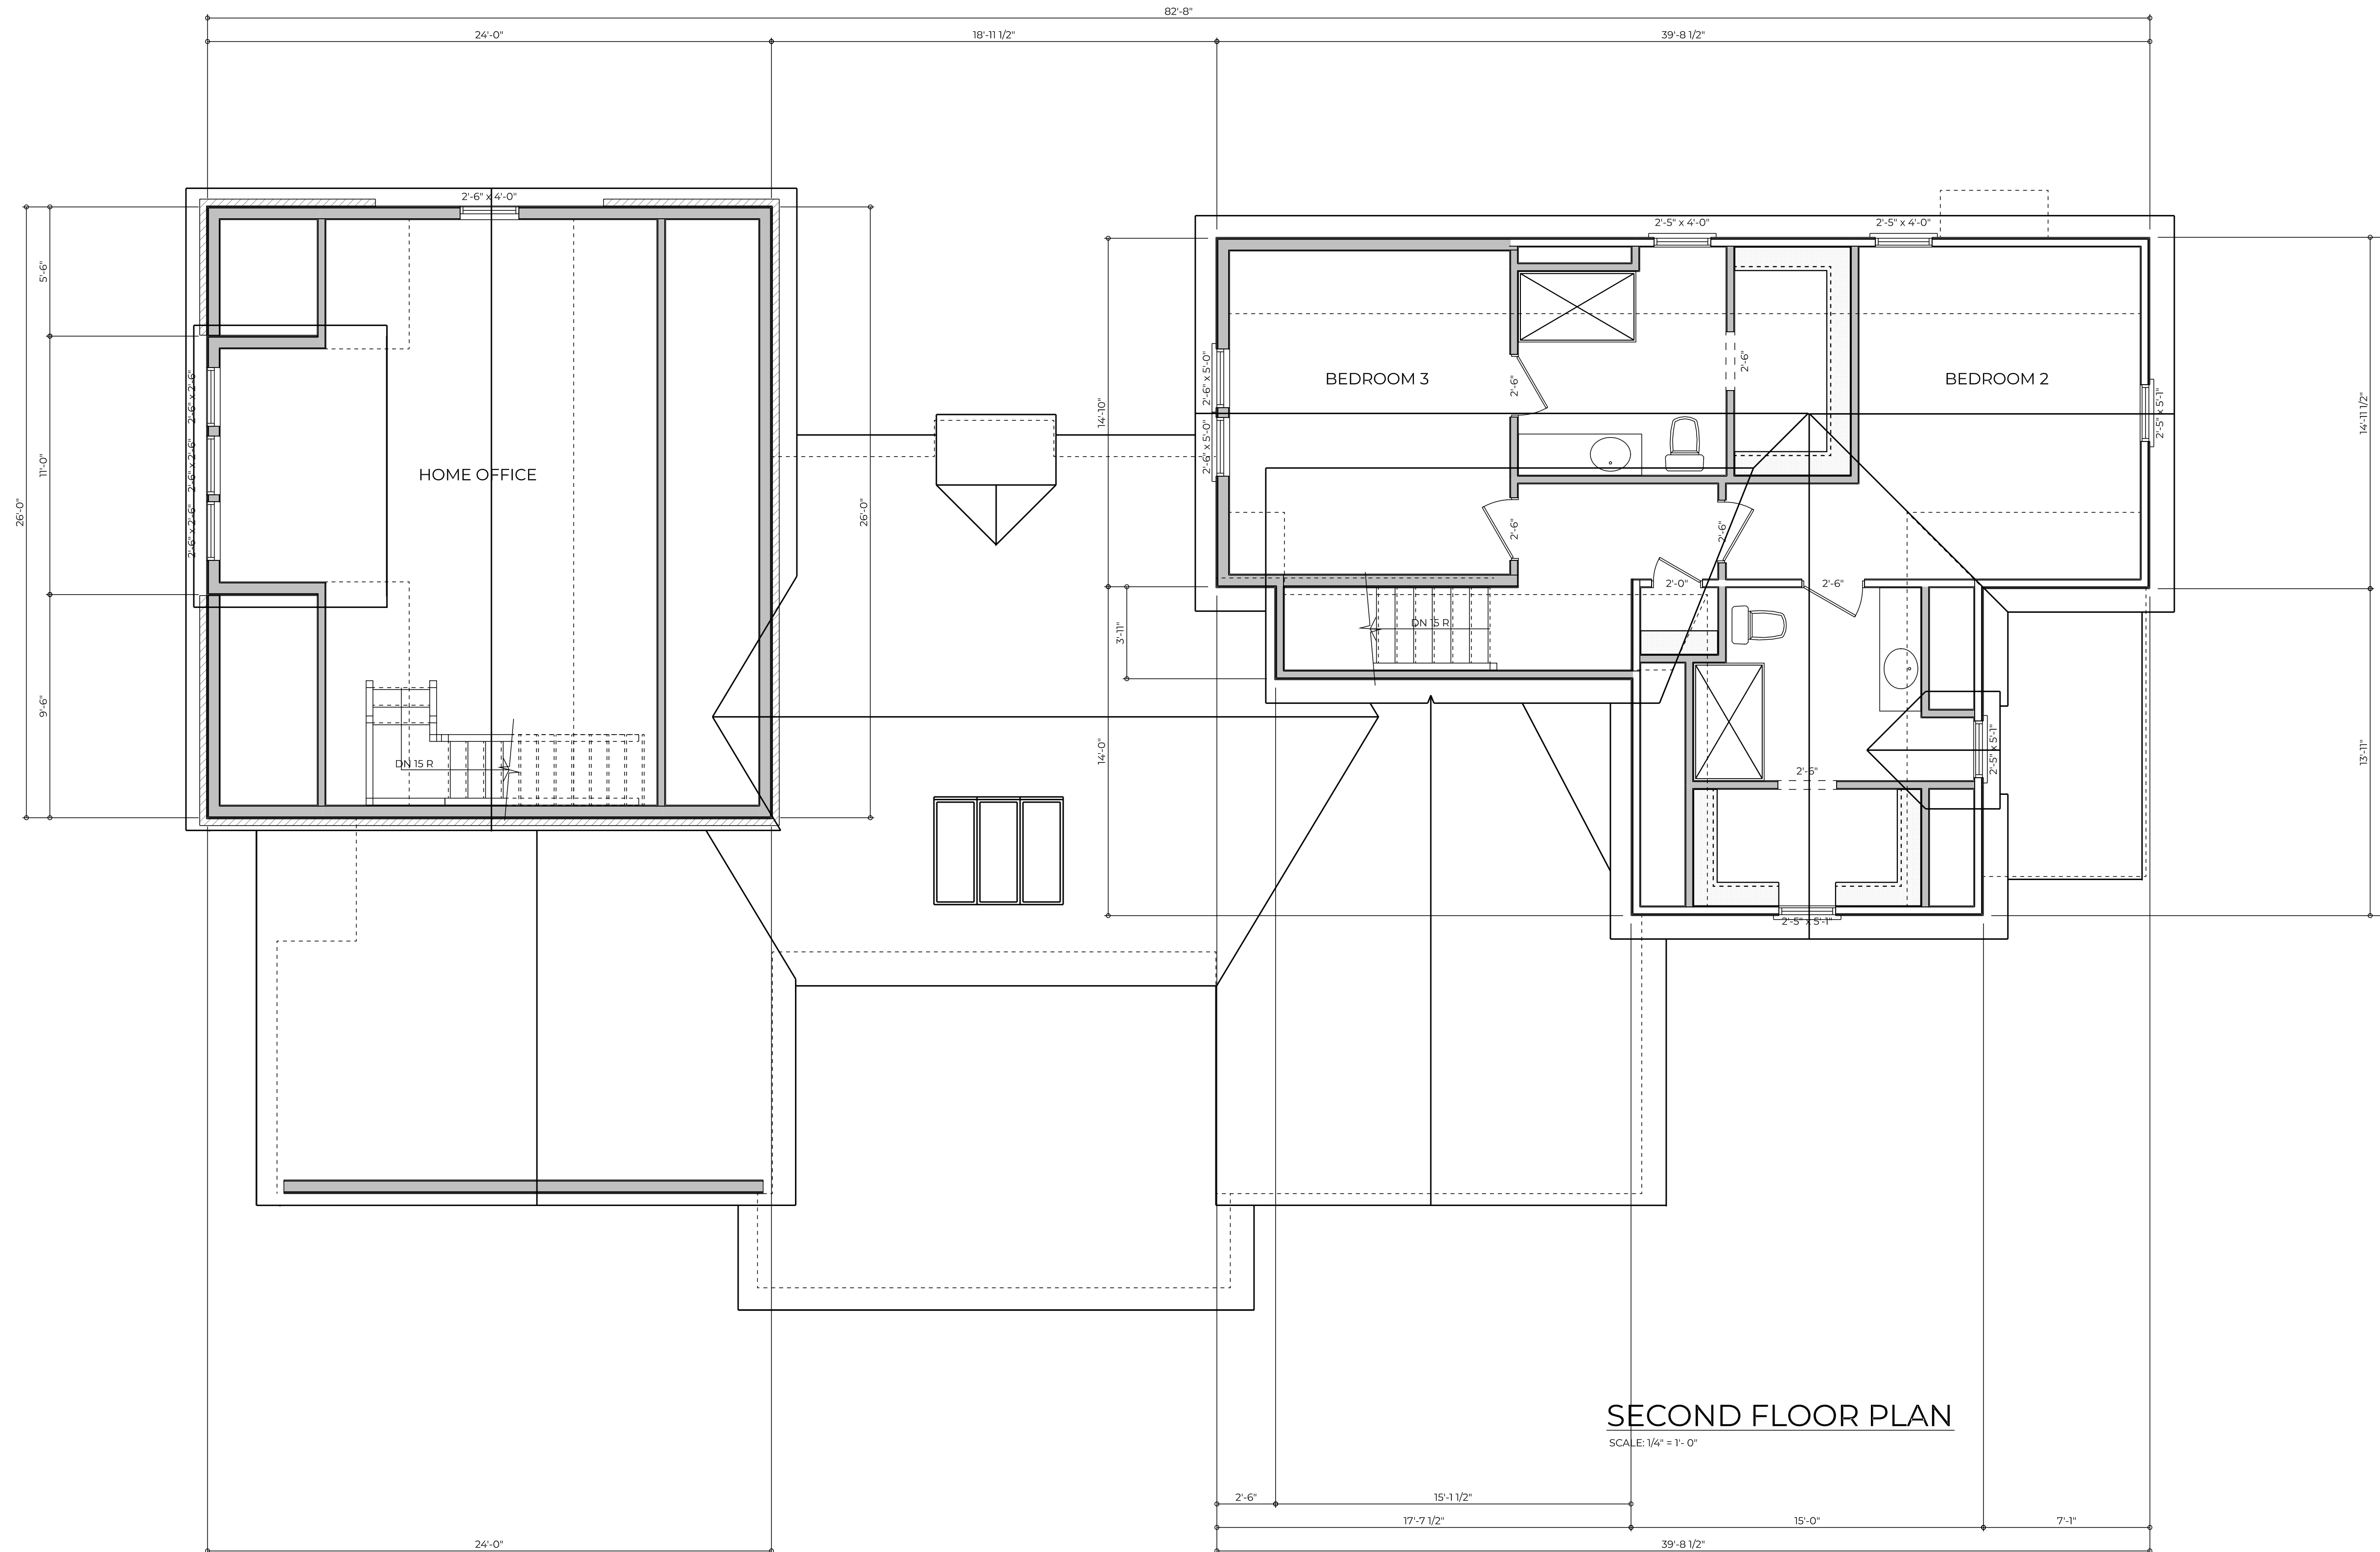 82'-8"
24'-0"
18'-11 1/2"
39'-8 1/2"
2'-6" x 4'-0"
2'-5" x 4'-0"
2'-5" x 4'-0"
5'-6"
11'-0"
26'-0"
9'-6"
2'-6" x 2'-6"
2'-6" x 2'-6"
2'-6" x 2'-6"
HOME OFFICE
DN 15 R
26'-0"
14'-10"
3'-11"
14'-0"
2'-6" x 5'-0"
2'-6" x 5'-0"
BEDROOM 3
2'-6"
2'-6"
BEDROOM 2
2'-5" x 5'-1"
14'-11 1/2"
2'-6"
2'-6"
2'-0"
2'-6"
DN 15 R
2'-6"
2'-5" x 5'-1"
13'-11"
2'-5" x 5'-1"
SECOND FLOOR PLAN
SCALE: 1/4" = 1'- 0"
2'-6"
15'-1 1/2"
17'-7 1/2"
15'-0"
7'-1"
24'-0"
39'-8 1/2"